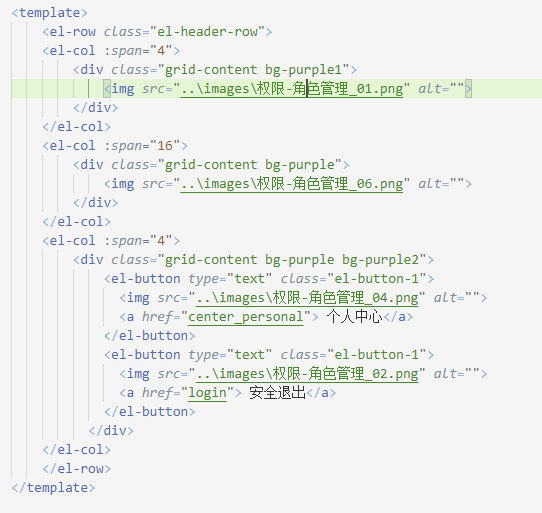 <template>
<el-row class="el-header-row">
<el-col :span="4">
<div class="grid-content bg-purple1">
<img src="..\images\权限-角色管理_01.png" alt="">
</div>
</el-col>
<el-col :span="16">
<div class="grid-content bg-purple">
<img src="..\images\权限-角色管理_06.png" alt="">
</div>
</el-col>
<el-col :span="4">
<div class="grid-content bg-purple bg-purple2">
<el-button type="text" class="el-button-1">
<img src="..\images\权限-角色管理_04.png" alt="">
<a href="center_personal"> 个人中心</a>
</el-button>
<el-button type="text" class="el-button-1">
<img src="..\images\权限-角色管理_02.png" alt="">
<a href="login"> 安全退出</a>
</el-button>
</div>
</el-col>
</el-row>
</template>